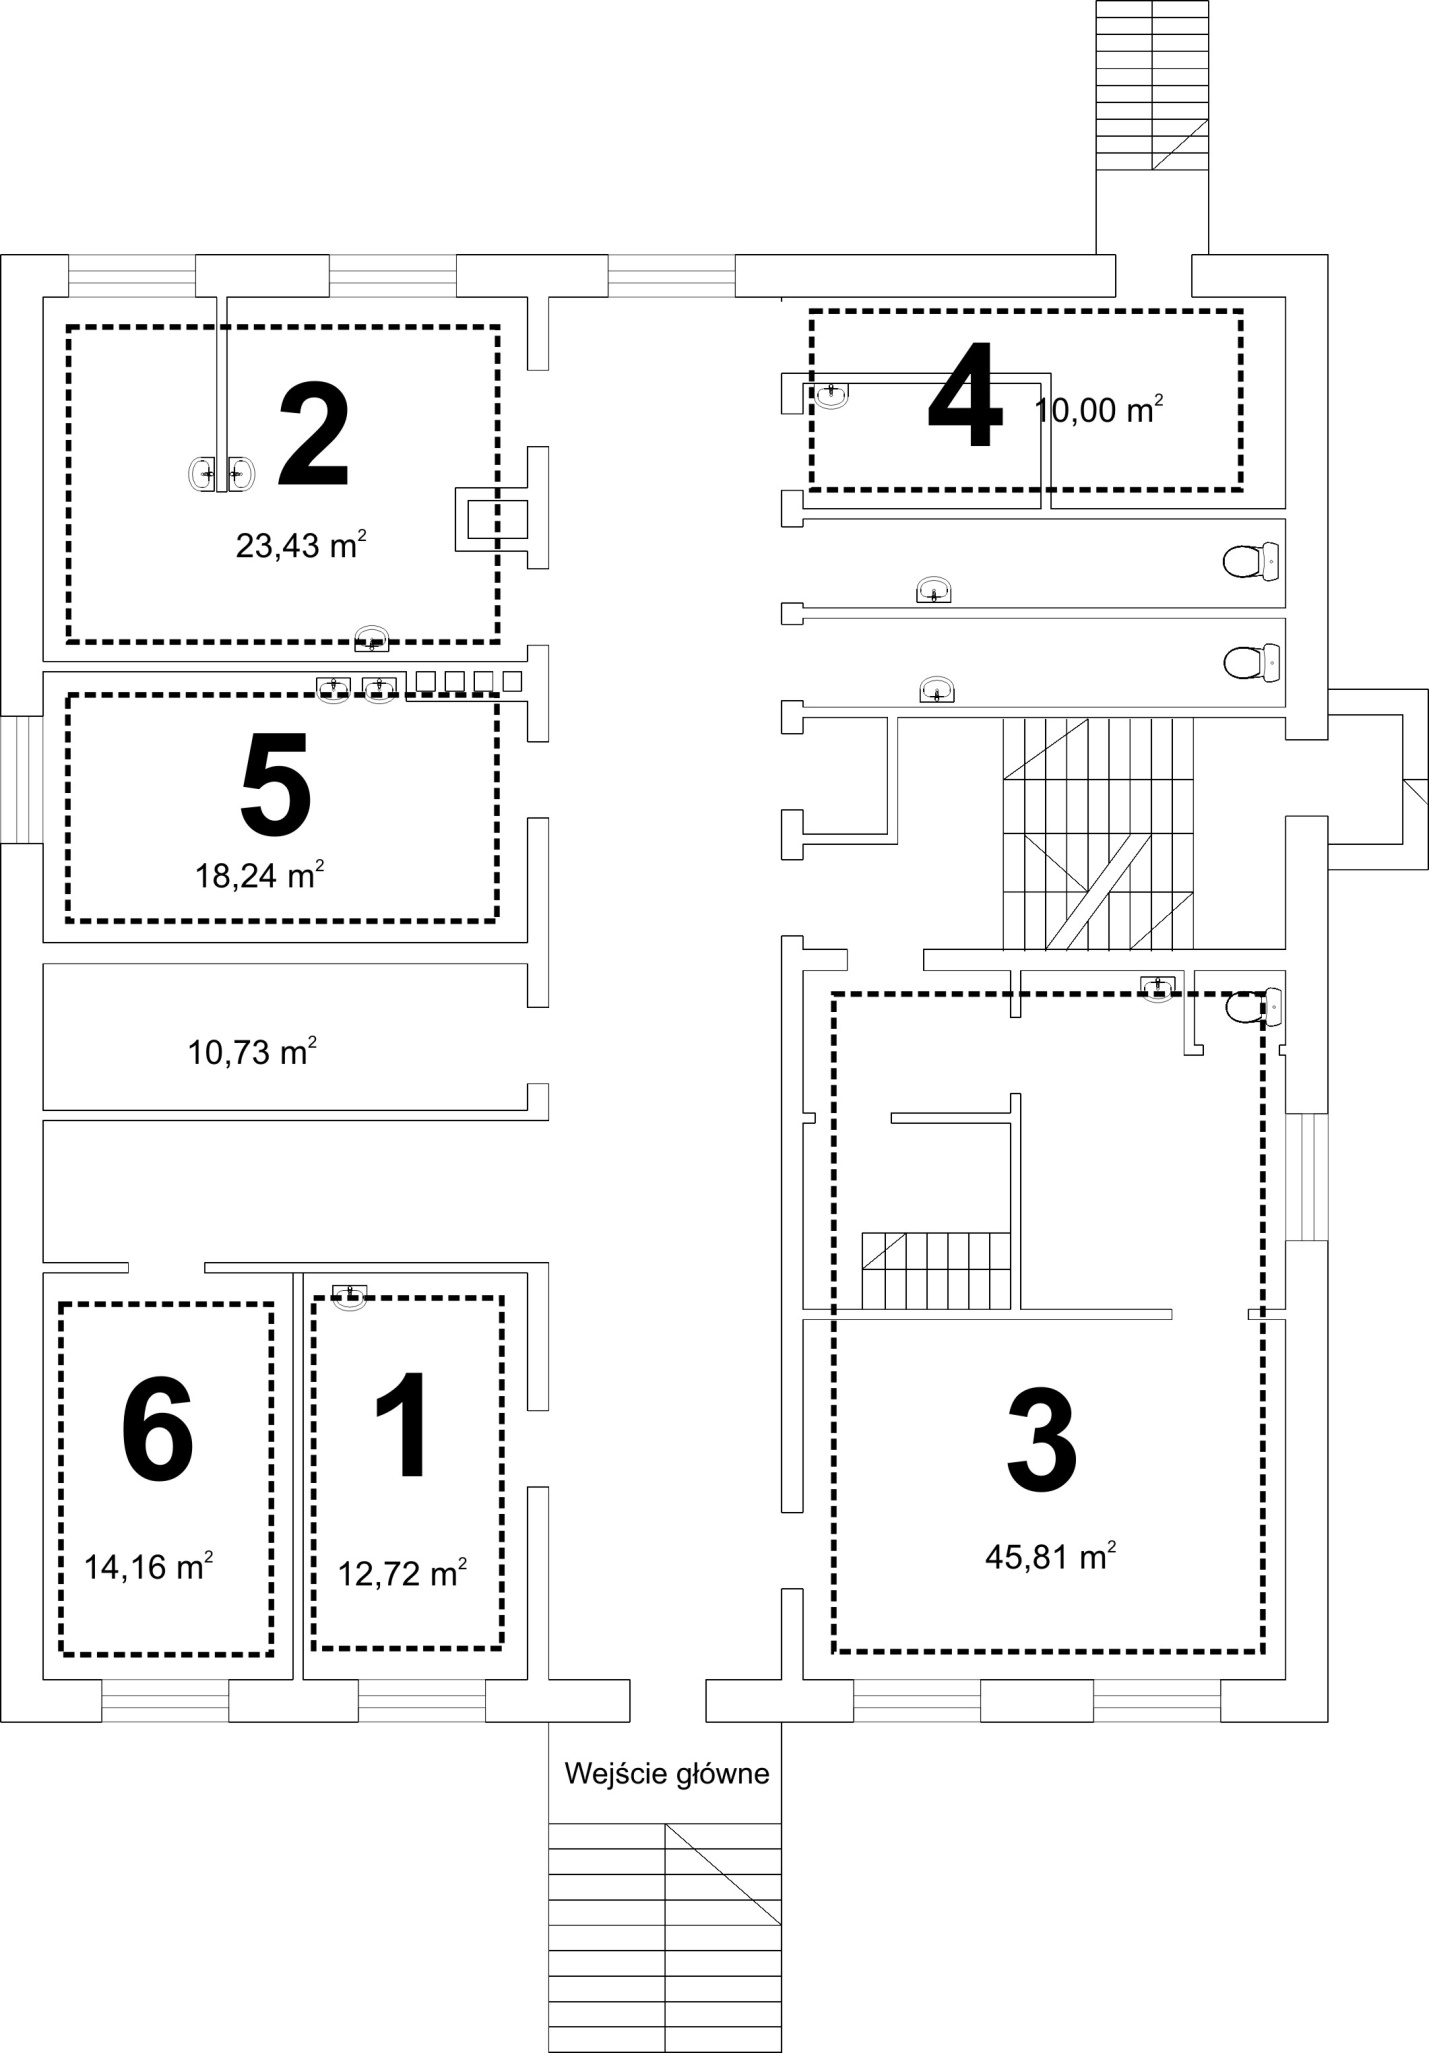 2
23,43 m²
4
10,00 m²
5
18,24 m²
10,73 m²
6
14,16 m²
1
12,72 m²
3
45,81 m²
Wejście główne